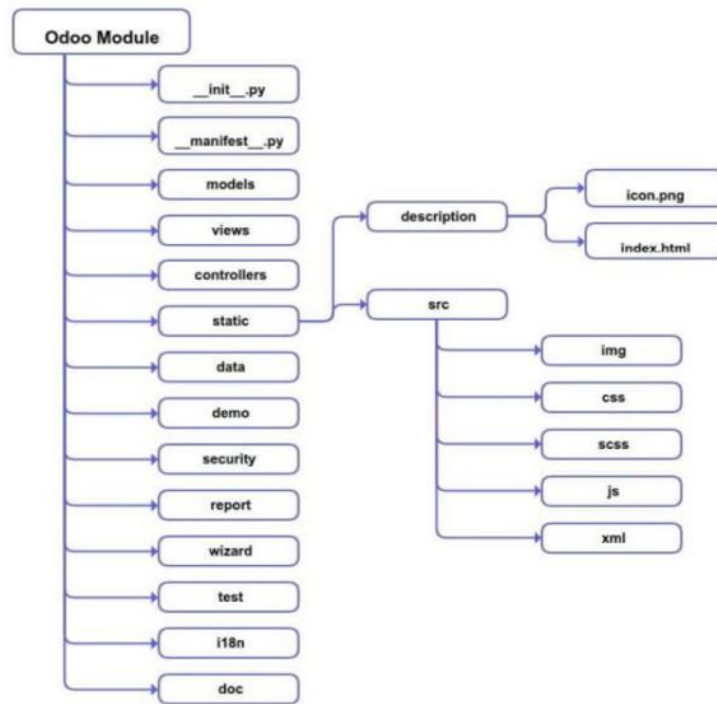 Odoo Module
__init__.py
__manifest__.py
models
views
controllers
static
data
demo
security
report
wizard
test
i18n
doc
description
icon.png
index.html
src
img
css
scss
js
xml